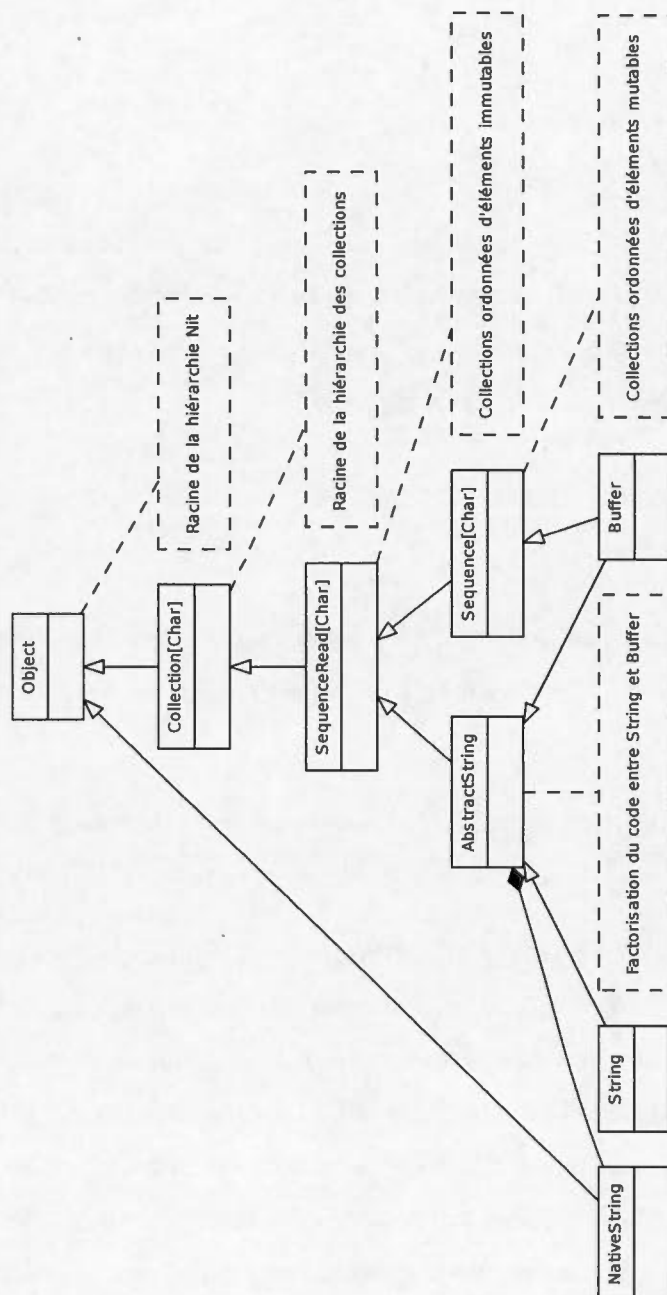 Object
Racine de la hiérarchie Nit
Collection[Char]
Racine de la hiérarchie des collections
SequenceRead[Char]
Collections ordonnées d'éléments immutables
AbstractString
Sequence[Char]
Collections ordonnées d'éléments mutables
NativeString
String
Factorisation du code entre String et Buffer
Buffer